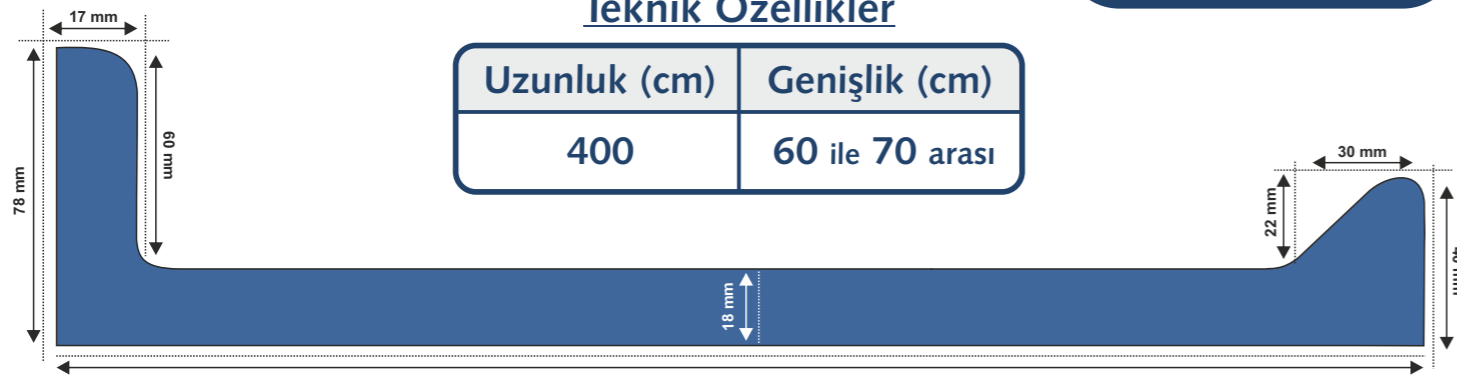 Teknik Özellikler
Uzunluk (cm) Genişlik (cm)
400 60 ile 70 arası
17 mm
78 mm
60 mm
18 mm
22 mm
30 mm